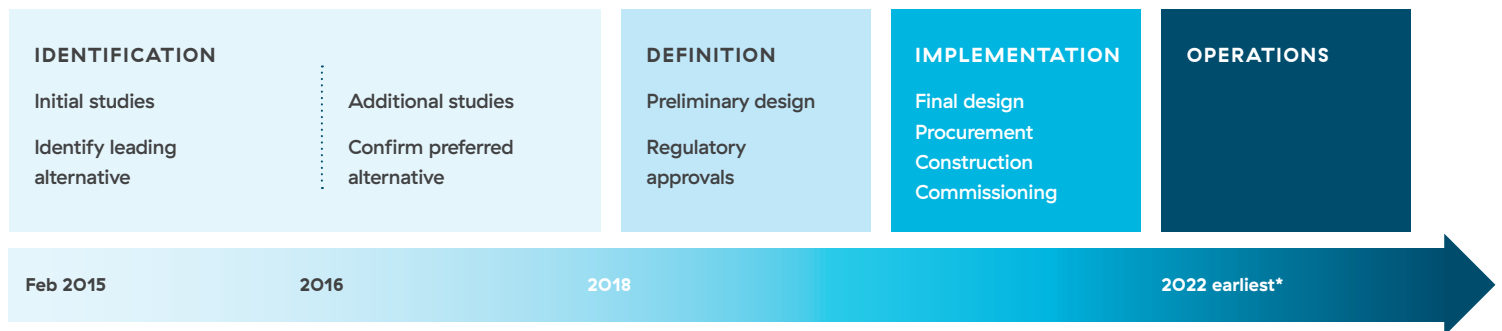 IDENTIFICATION
Initial studies
Identify leading
alternative
Additional studies
Confirm preferred
alternative
DEFINITION
Preliminary design
Regulatory
approvals
IMPLEMENTATION
Final design
Procurement
Construction
Commissioning
OPERATIONS
Feb 2015
2016
2018
2022 earliest*